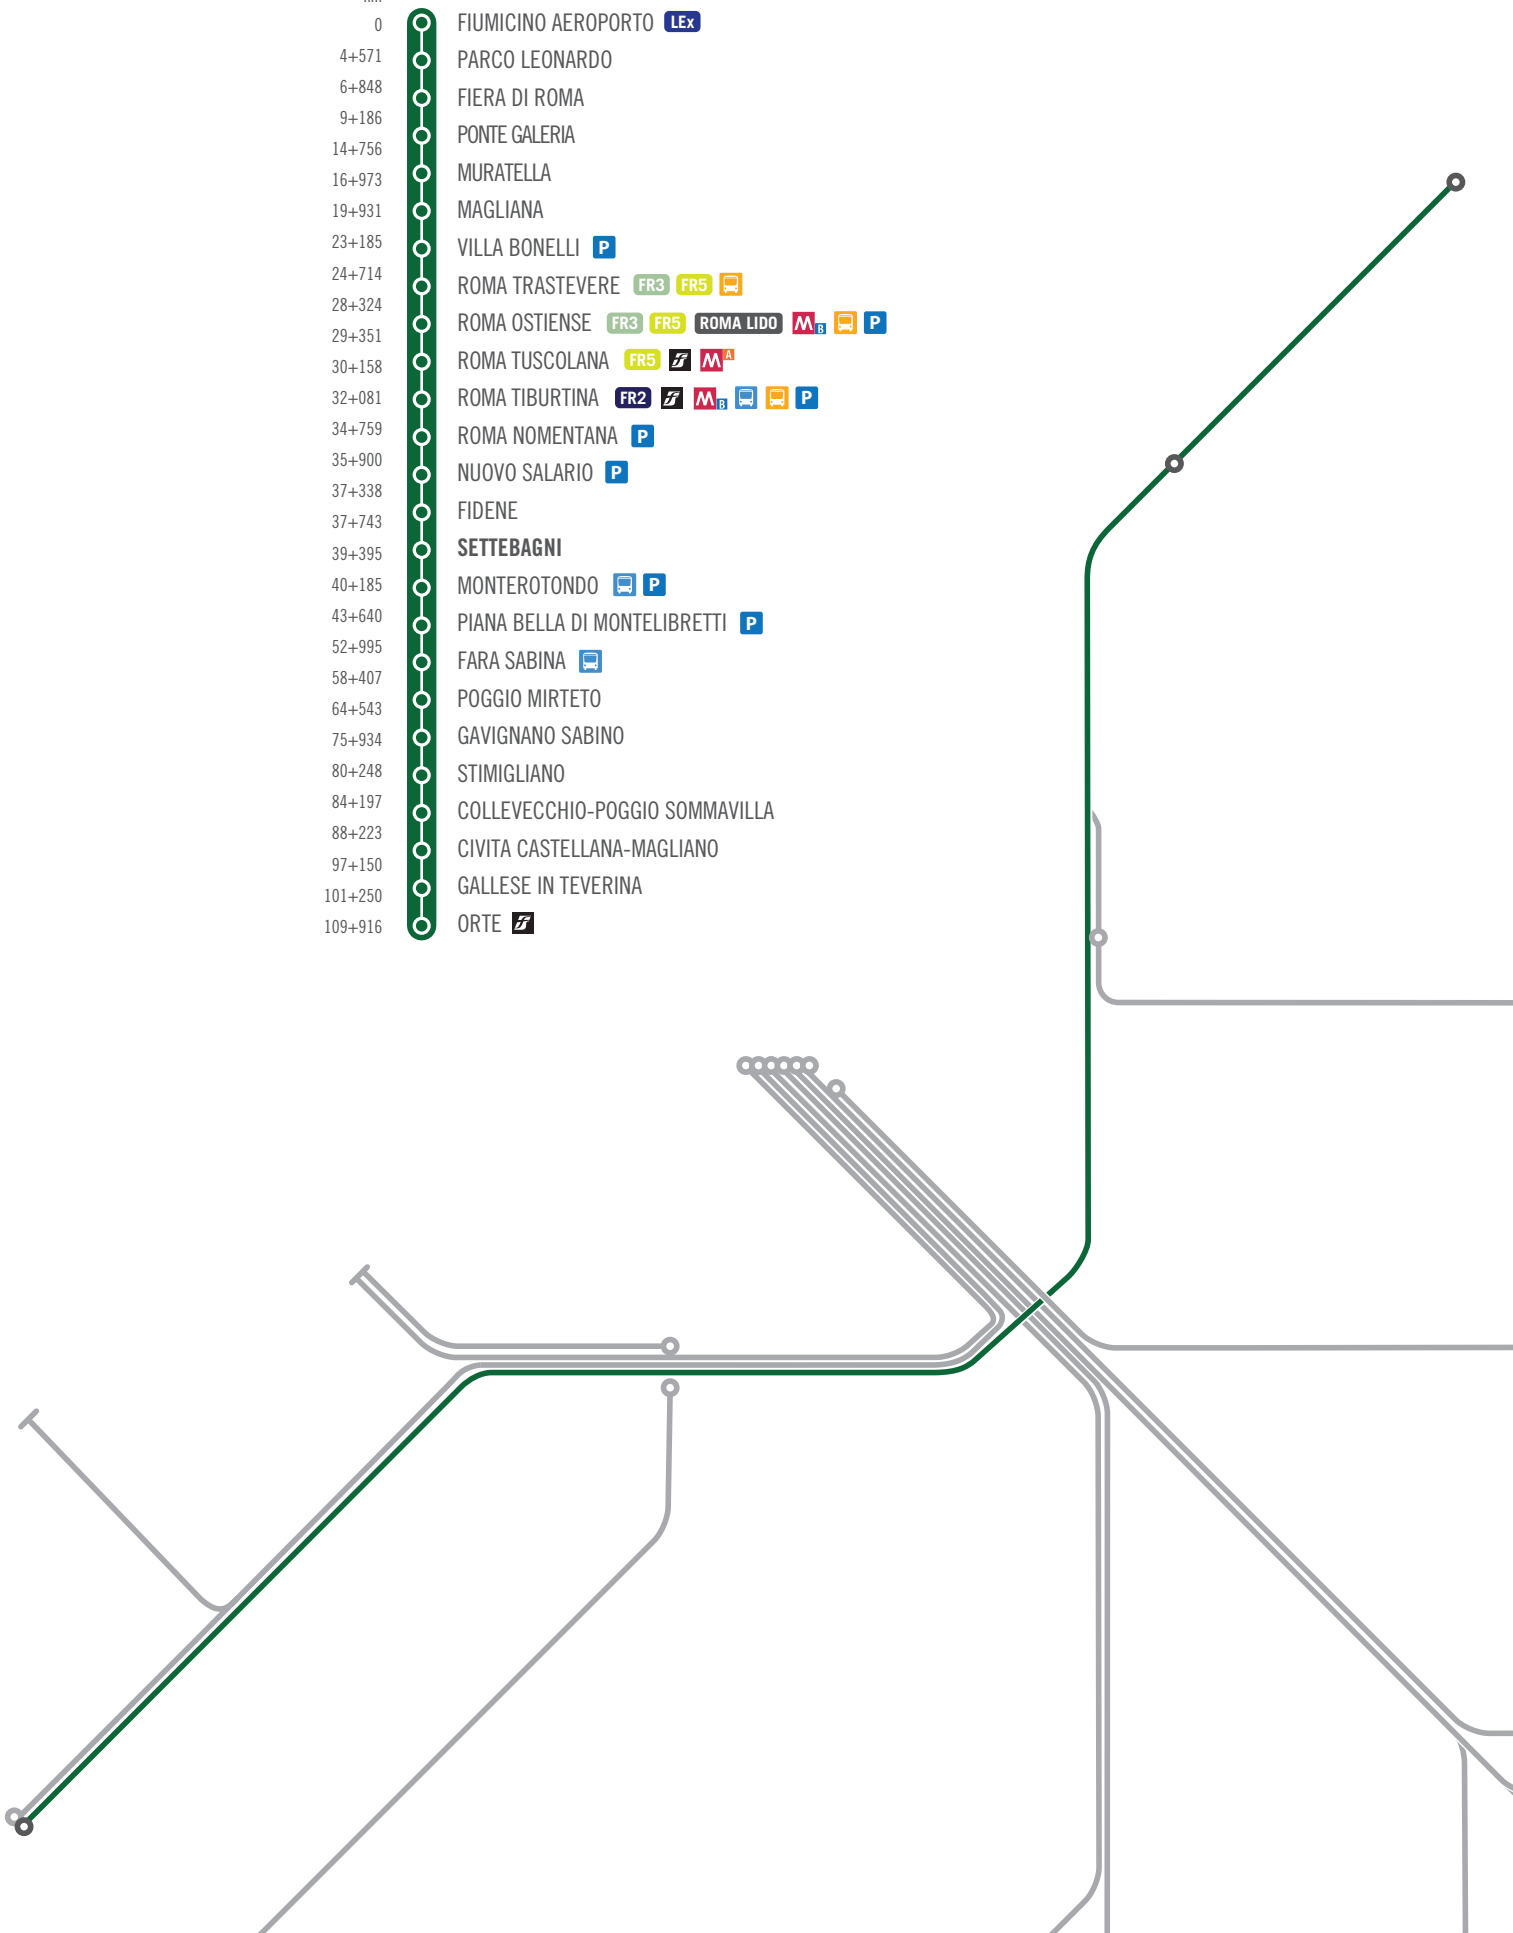 0 FIUMICINO AEROPORTO LEx
4+571 PARCO LEONARDO
6+848 FIERA DI ROMA
9+186 PONTE GALERIA
14+756 MURATELLA
16+973 MAGLIANA
19+931 VILLA BONELLI P
23+185 ROMA TRASTEVERE FR3 FR5
24+714 ROMA OSTIENSE FR3 FR5 ROMA LIDO M B P
28+324 ROMA TUSCOLANA FR5 M A
29+351 ROMA TIBURTINA FR2 M B P
30+158 ROMA NOMENTANA P
32+081 NUOVO SALARIO P
34+759 FIDENE
35+900 SETTEBAGNI
37+338 MONTEROTONDO P
37+743 PIANA BELLA DI MONTELIBRETTI P
39+395 FARA SABINA
40+185 POGGIO MIRTETO
43+640 GAVIGNANO SABINO
52+995 STIMIGLIANO
58+407 COLLEVECCHIO-POGGIO SOMMAVILLA
64+543 CIVITA CASTELLANA-MAGLIANO
75+934 GALLESE IN TEVERINA
80+248 ORTE
84+197
88+223
97+150
101+250
109+916